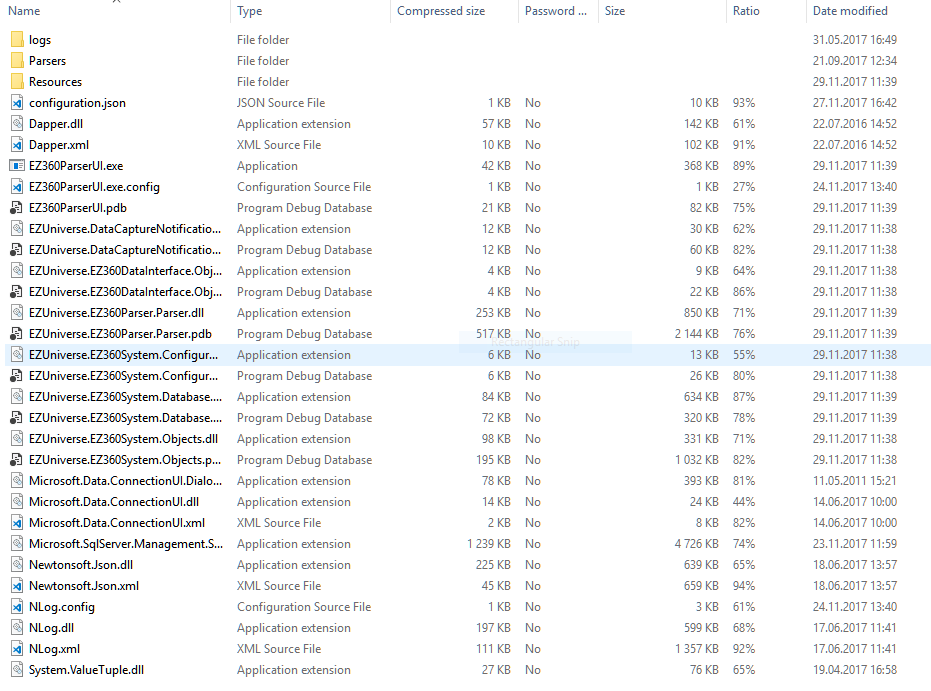 Name Type Compressed size Password ... Size Ratio Date modified
logs File folder 31.05.2017 16:49
Parsers File folder 21.09.2017 12:34
Resources File folder 29.11.2017 11:39
configuration.json JSON Source File 1 KB No 10 KB 93% 27.11.2017 16:42
Dapper.dll Application extension 57 KB No 142 KB 61% 22.07.2016 14:52
Dapper.xml XML Source File 10 KB No 102 KB 91% 22.07.2016 14:52
EZ360ParserUI.exe Application 42 KB No 368 KB 89% 29.11.2017 11:39
EZ360ParserUI.exe.config Configuration Source File 1 KB No 1 KB 27% 24.11.2017 13:40
EZ360ParserUI.pdb Program Debug Database 21 KB No 82 KB 75% 29.11.2017 11:39
EZUniverse.DataCaptureNotificatio... Application extension 12 KB No 30 KB 62% 29.11.2017 11:38
EZUniverse.DataCaptureNotificatio... Program Debug Database 12 KB No 60 KB 82% 29.11.2017 11:38
EZUniverse.EZ360DataInterface.Obj... Application extension 4 KB No 9 KB 64% 29.11.2017 11:38
EZUniverse.EZ360DataInterface.Obj... Program Debug Database 4 KB No 22 KB 86% 29.11.2017 11:38
EZUniverse.EZ360Parser.Parser.dll Application extension 253 KB No 850 KB 71% 29.11.2017 11:39
EZUniverse.EZ360Parser.Parser.pdb Program Debug Database 517 KB No 2 144 KB 76% 29.11.2017 11:39
Rectangular Snip
EZUniverse.EZ360System.Configur... Application extension 6 KB No 13 KB 55% 29.11.2017 11:38
EZUniverse.EZ360System.Configur... Program Debug Database 6 KB No 26 KB 80% 29.11.2017 11:38
EZUniverse.EZ360System.Database.... Application extension 84 KB No 634 KB 87% 29.11.2017 11:39
EZUniverse.EZ360System.Database.... Program Debug Database 72 KB No 320 KB 78% 29.11.2017 11:39
EZUniverse.EZ360System.Objects.dll Application extension 98 KB No 331 KB 71% 29.11.2017 11:38
EZUniverse.EZ360System.Objects.p... Program Debug Database 195 KB No 1 032 KB 82% 29.11.2017 11:38
Microsoft.Data.ConnectionUI.Dialo... Application extension 78 KB No 393 KB 81% 11.05.2011 15:21
Microsoft.Data.ConnectionUI.dll Application extension 14 KB No 24 KB 44% 14.06.2017 10:00
Microsoft.Data.ConnectionUI.xml XML Source File 2 KB No 8 KB 82% 14.06.2017 10:00
Microsoft.SqlServer.Management.S... Application extension 1 239 KB No 4 726 KB 74% 23.11.2017 11:59
Newtonsoft.Json.dll Application extension 225 KB No 639 KB 65% 18.06.2017 13:57
Newtonsoft.Json.xml XML Source File 45 KB No 659 KB 94% 18.06.2017 13:57
NLog.config Configuration Source File 1 KB No 3 KB 61% 24.11.2017 13:40
NLog.dll Application extension 197 KB No 599 KB 68% 17.06.2017 11:41
NLog.xml XML Source File 111 KB No 1 357 KB 92% 17.06.2017 11:41
System.ValueTuple.dll Application extension 27 KB No 76 KB 65% 19.04.2017 16:58